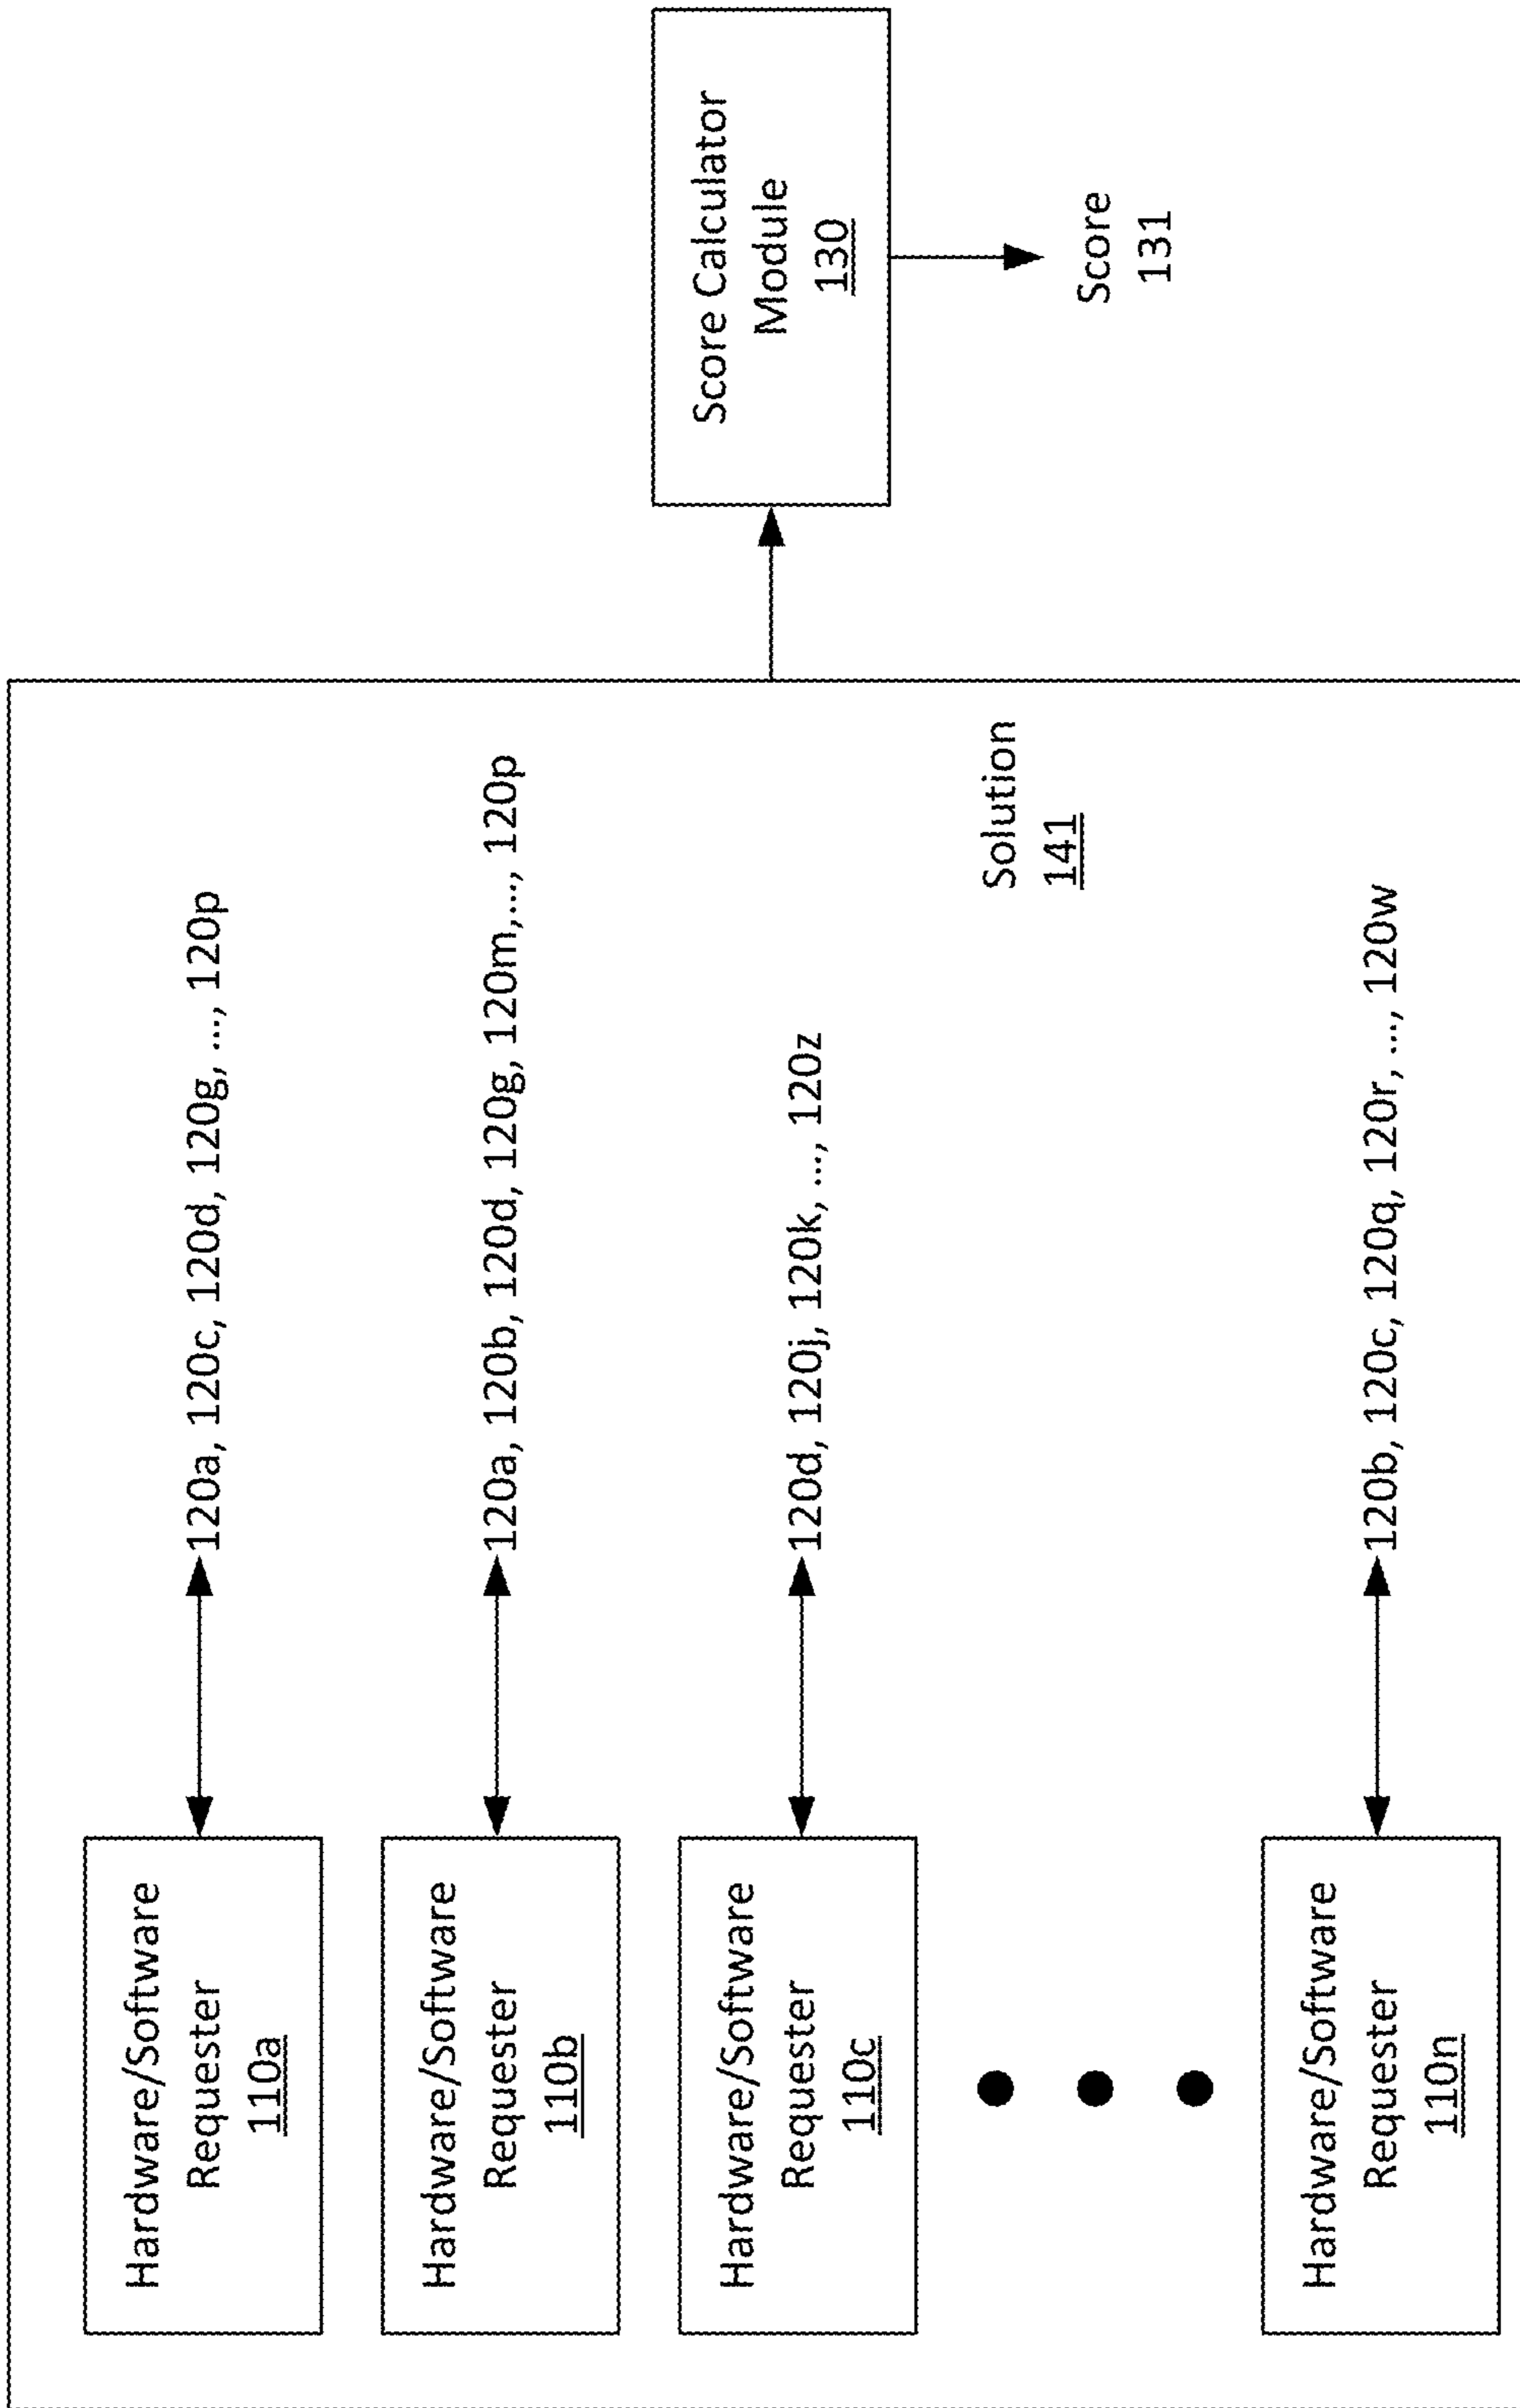 Hardware/Software
Requester
110a
120a, 120c, 120d, 120g, ..., 120p
Hardware/Software
Requester
110b
120a, 120b, 120d, 120g, 120m,..., 120p
Hardware/Software
Requester
110c
120d, 120j, 120k, ..., 120z
Solution
141
Hardware/Software
Requester
110n
120b, 120c, 120q, 120r, ..., 120w
Score Calculator
Module
130
Score
131